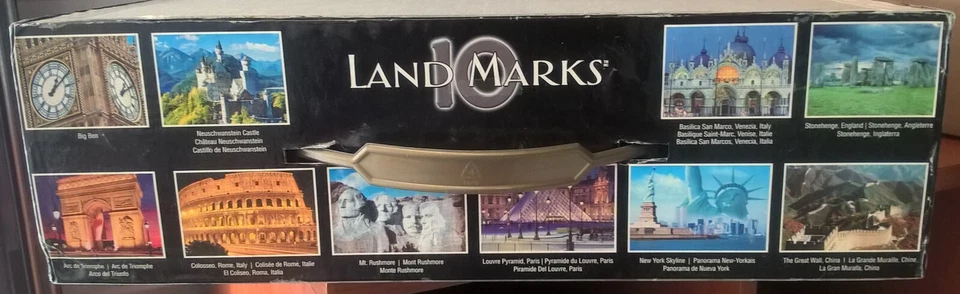 LAND MARKS™
10
Big Ben
Neuschwanstein Castle
Château Neuschwanstein
Castillo de Neuschwanstein
Basilica San Marco, Venezia, Italy
Basilique Saint-Marc, Venise, Italie
Basilica San Marcos, Venecia, Italia
Stonehenge, England | Stonehenge, Angleterre
Stonehenge, Inglaterra
Arc de Triomphe | Arc de Triomphe
Arco del Triunfo
Colosseo, Rome, Italy | Colisée de Rome, Italie
El Coliseo, Roma, Italia
Mt. Rushmore | Mont Rushmore
Monte Rushmore
Louvre Pyramid, Paris | Pyramide du Louvre, Paris
Piramide Del Louvre, Paris
New York Skyline | Panorama New-Yorkais
Panorama de Nueva York
The Great Wall, China | La Grande Muraille, Chine
La Gran Muralla, China